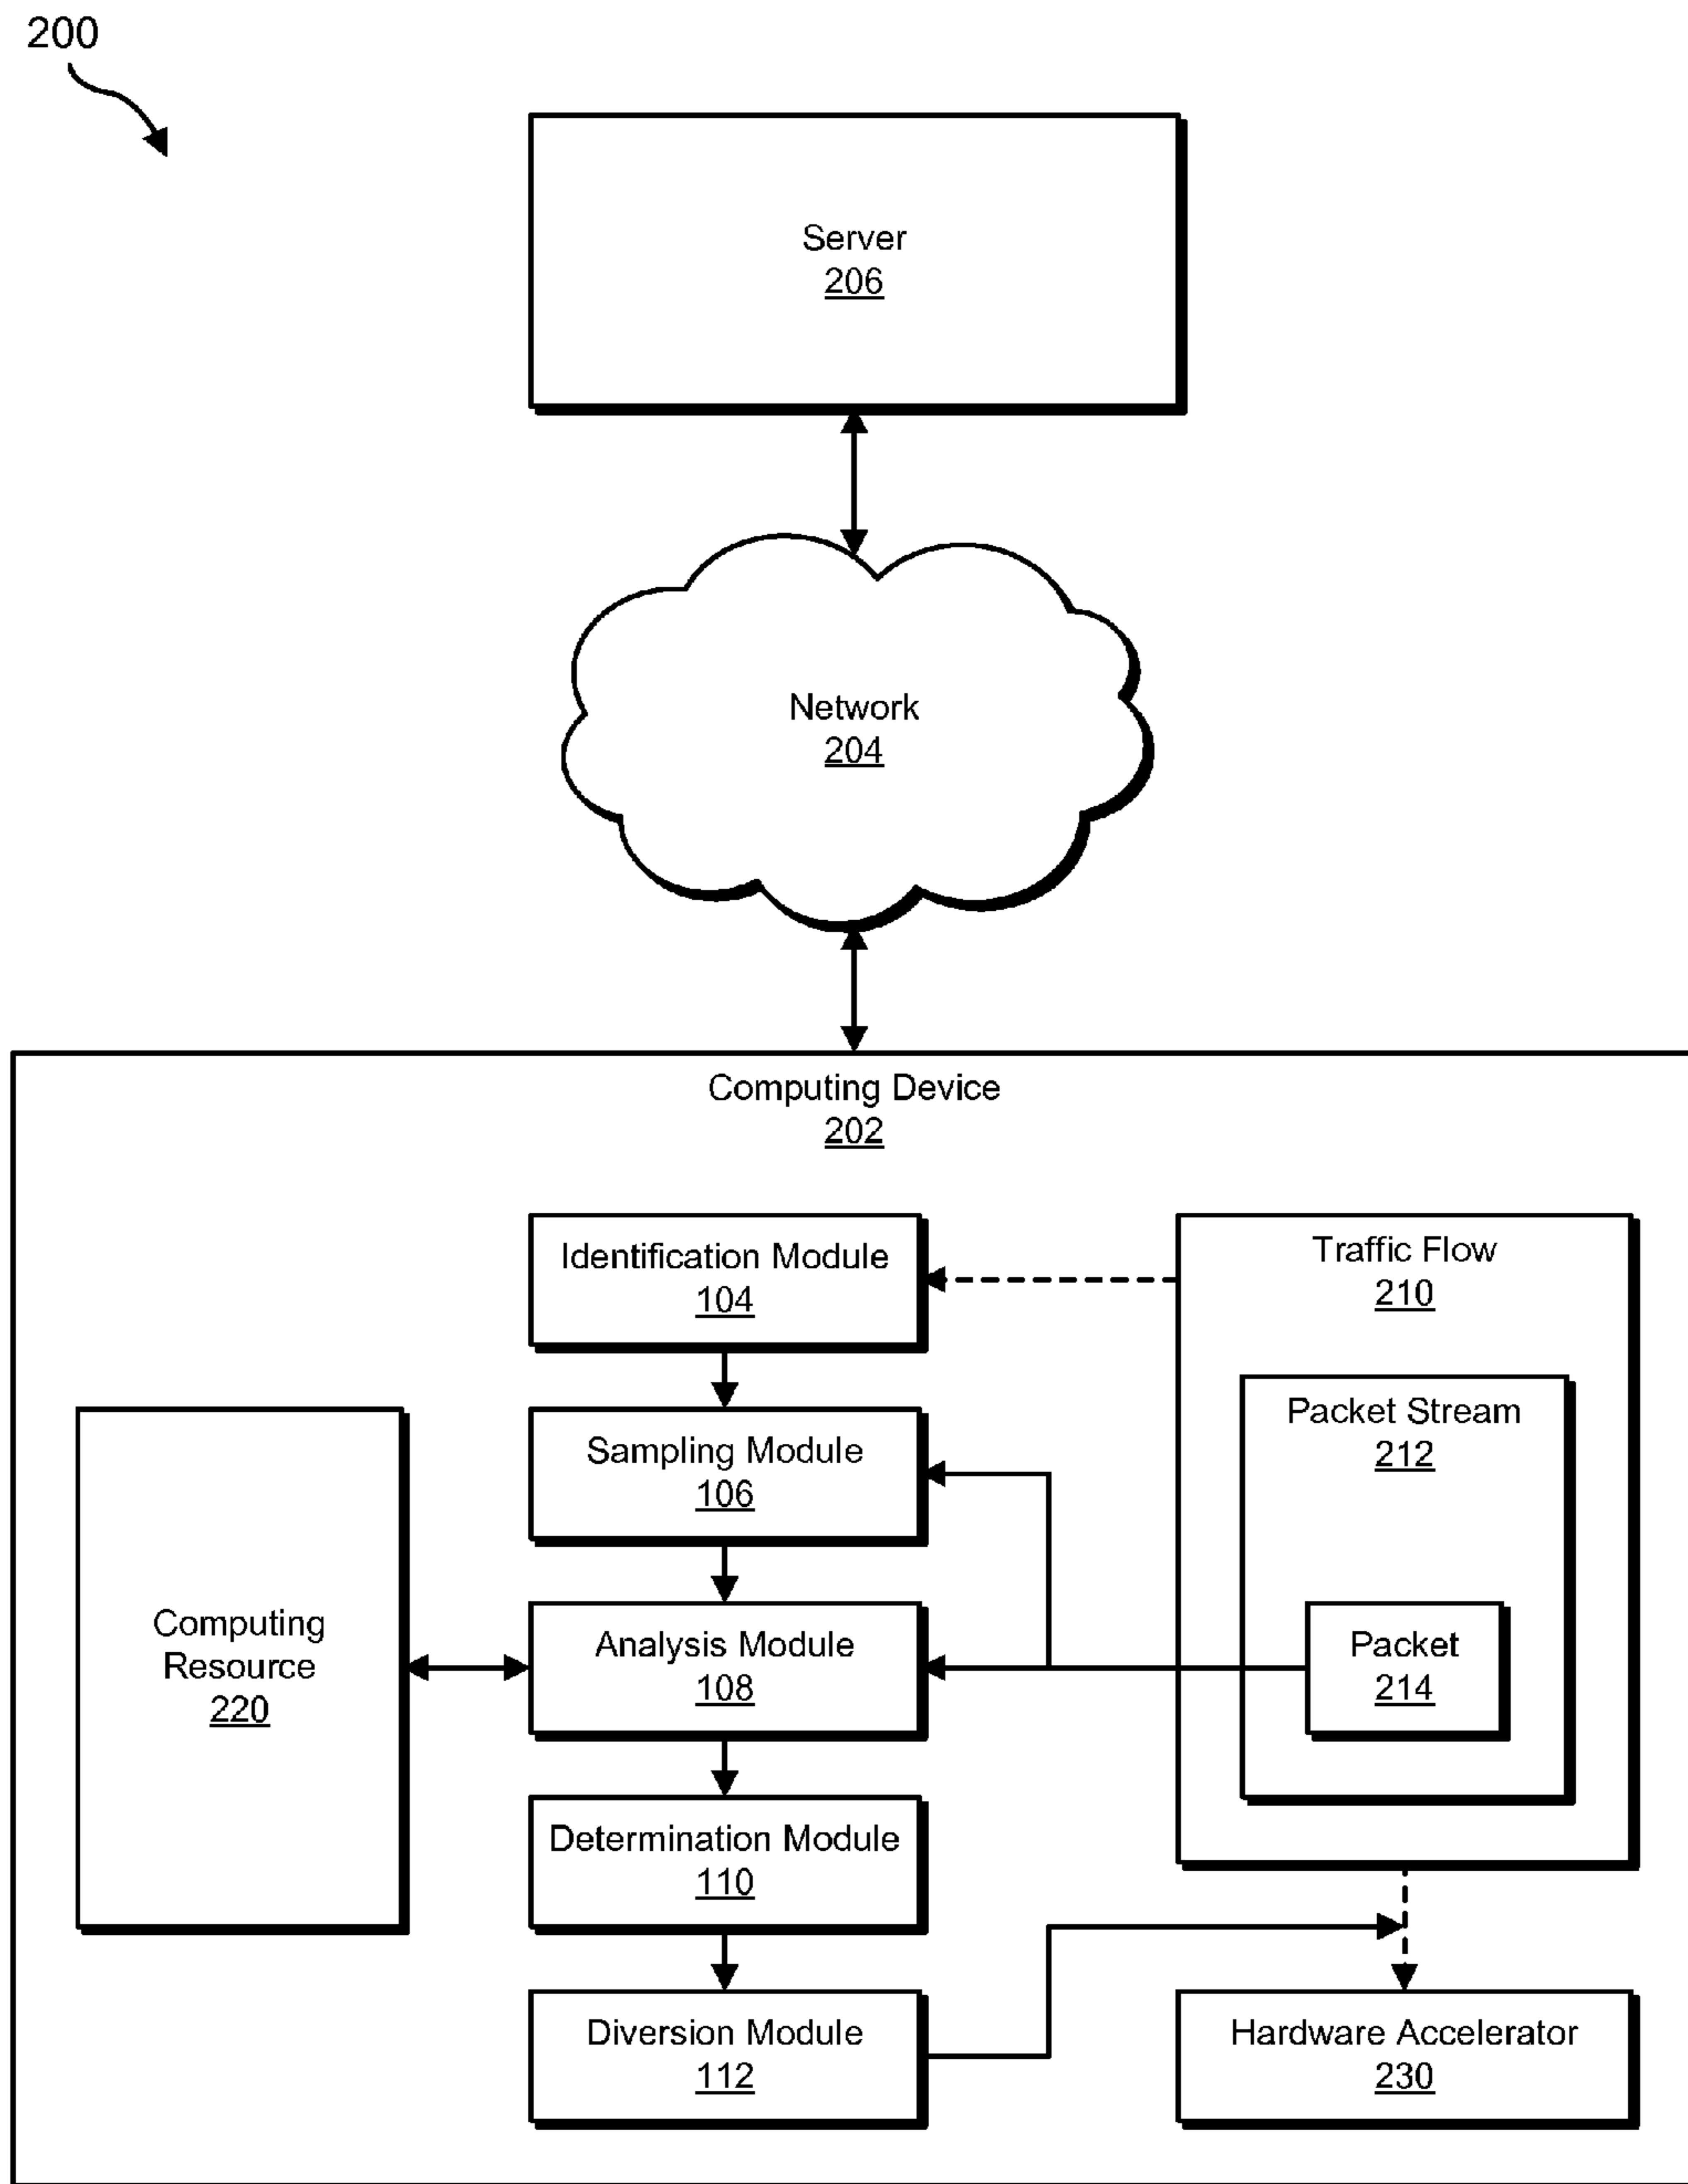 200
Server
206
Network
204
Computing Device
202
Identification Module
104
Traffic Flow
210
Packet Stream
212
Sampling Module
106
Computing
Resource
220
Analysis Module
108
Packet
214
Determination Module
110
Diversion Module
112
Hardware Accelerator
230